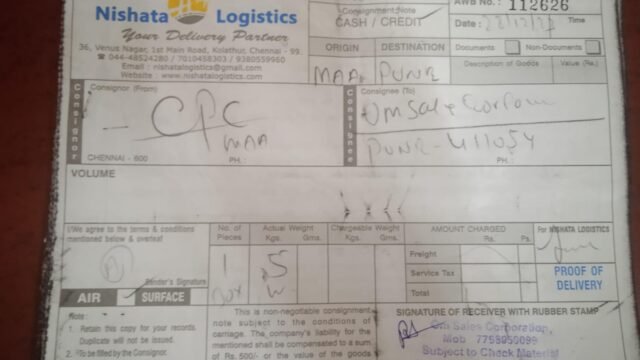 Nishata Logistics
Your Delivery Partner
36, Venus Nagar, 1st Main Road, Kolathur, Chennai - 99.
☎ 044-48524280 / 7010458303 / 9380559950
Email : nishatalogistics@gmail.com
Website : www.nishatalogistics.com
Consignment Note
CASH / CREDIT
AWB No. : 112626
Date : Time
ORIGIN DESTINATION
MAA PUNE
Documents Non-Documents
Description of Goods Value (Rs.)
Consignor
Consignor (From)
CPC
MAA
CHENNAI - 600 PH. :
Consignee
Consignee (To)
Om Sales
PUNE - 411054
PH. :
VOLUME
I/We agree to the terms & conditions
mentioned below & overleaf
Sender's Signature
No. of Pieces
1
Box
Actual Weight
Kgs. Gms.
5
Chargeable Weight
Kgs. Gms.
AMOUNT CHARGED
Rs. Ps.
Freight
Service Tax
Total
For NISHATA LOGISTICS
PROOF OF
DELIVERY
AIR SURFACE
Note :
1. Retain this copy for your records.
Duplicate will not be issued.
2. To be filled by the Consignor.
This is non-negotiable consignment
note subject to the conditions of
carriage. The company's liability for
mentioned shall be compensated to a sum
of Rs. 500/- or the value of the goods
SIGNATURE OF RECEIVER WITH RUBBER STAMP
Om Sales Corporation,
Mob 7758950099
Subject to Check Material